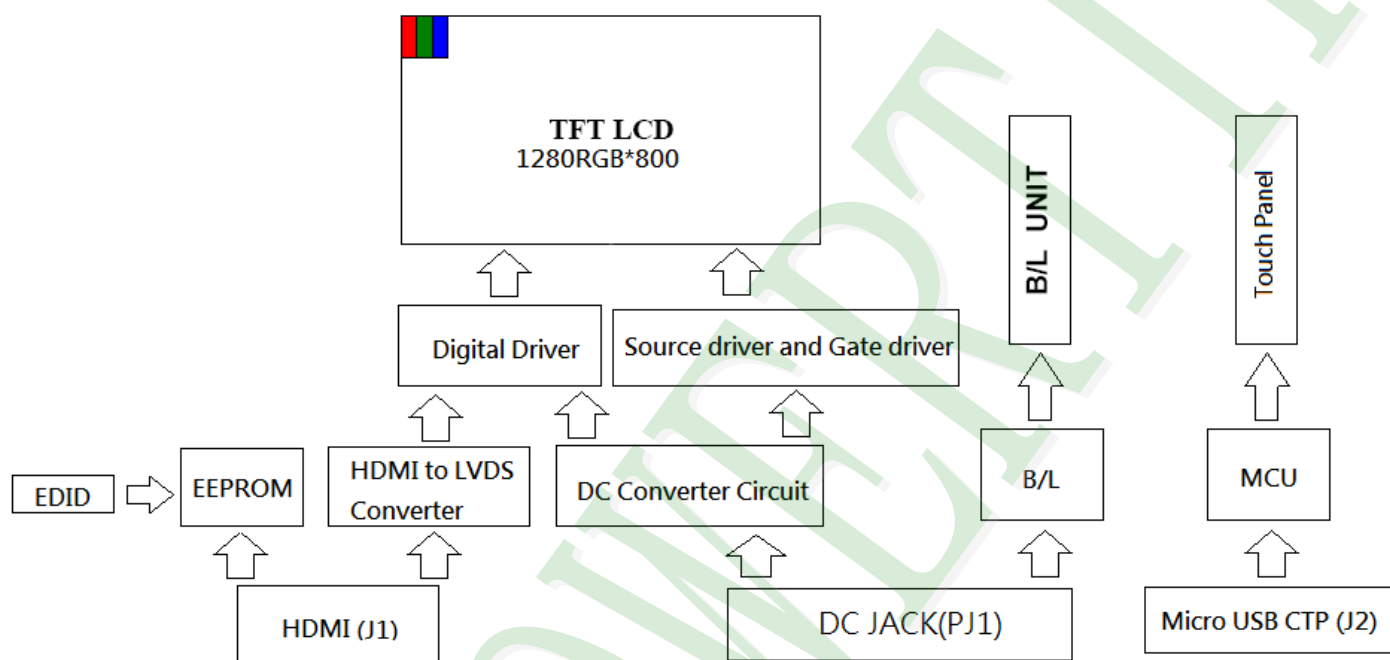 TFT LCD
1280RGB*800
B/L UNIT
Touch Panel
Digital Driver
Source driver and Gate driver
EDID
EEPROM
HDMI to LVDS
Converter
DC Converter Circuit
B/L
MCU
HDMI (J1)
DC JACK(PJ1)
Micro USB CTP (J2)